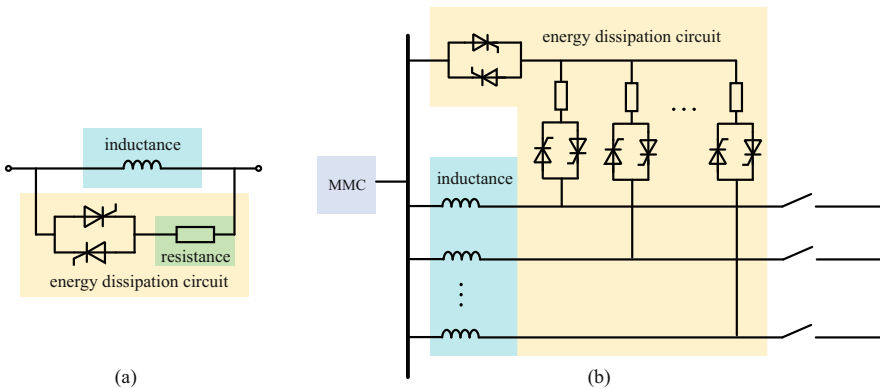 inductance
resistance
energy dissipation circuit
(a)
energy dissipation circuit
...
MMC
inductance
(b)